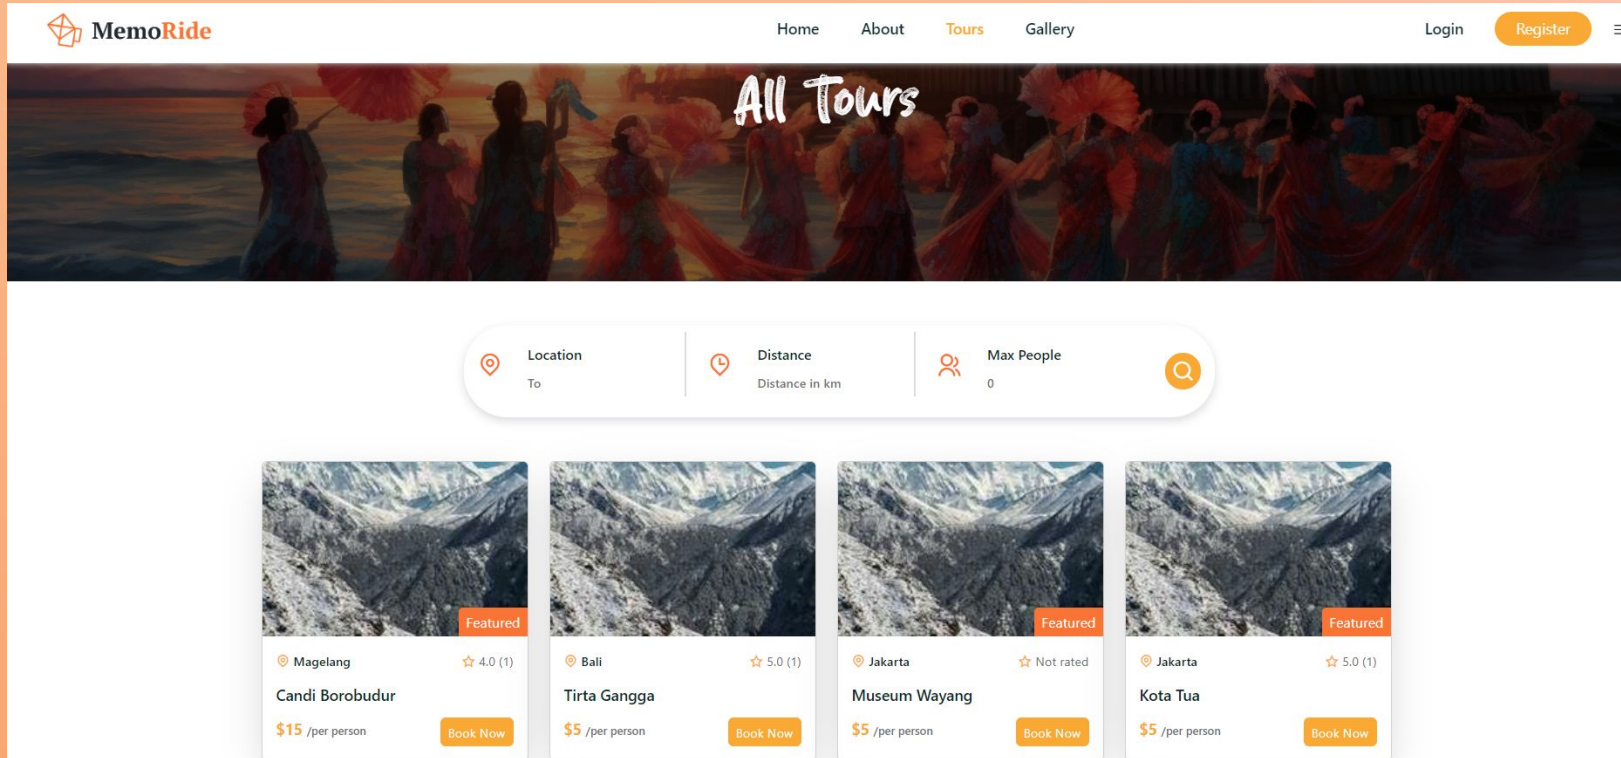 MemoRide
Home About Tours Gallery
Login Register
All Tours
Location Distance Max People
To Distance in km 0
Featured Featured Featured
Magelang 4.0 (1) Bali 5.0 (1) Jakarta Not rated Jakarta 5.0 (1)
Candi Borobudur Tirta Gangga Museum Wayang Kota Tua
$15 /per person Book Now $5 /per person Book Now $5 /per person Book Now $5 /per person Book Now